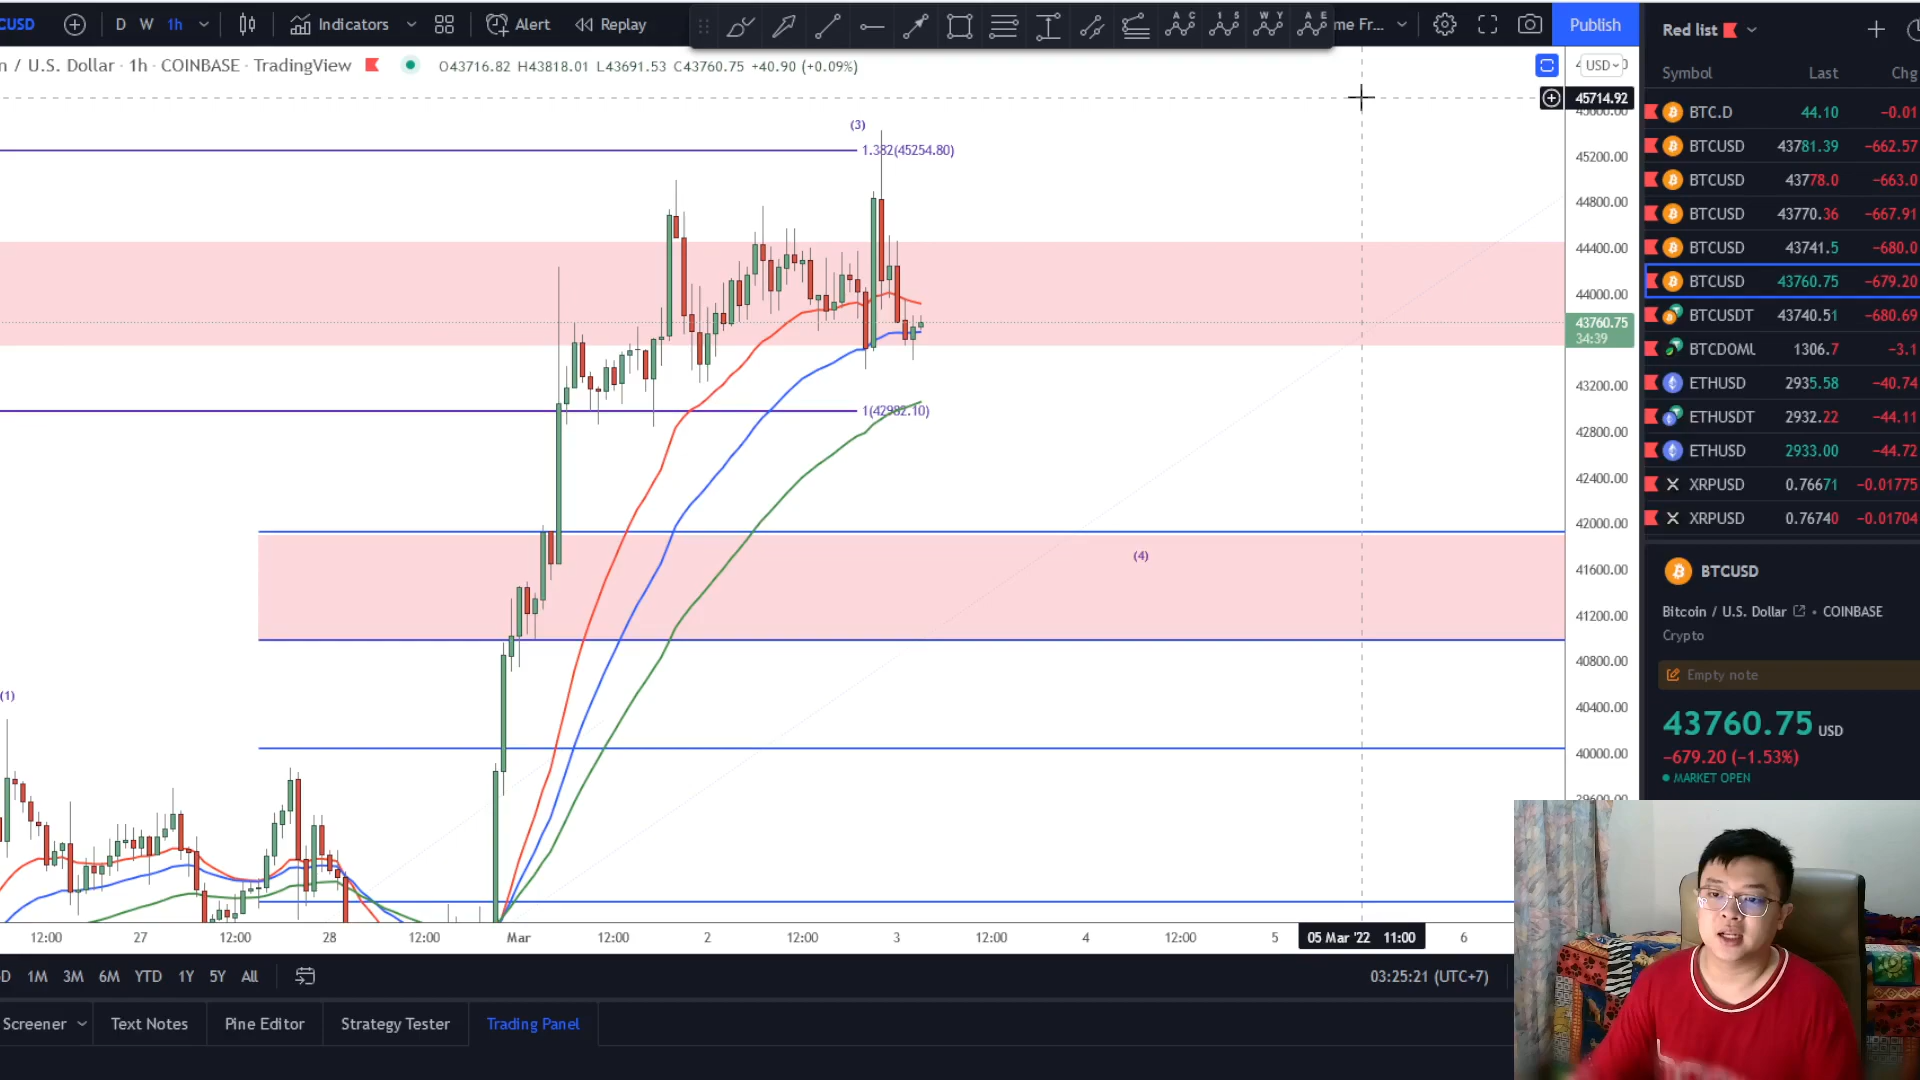 CUSD D W 1h Indicators Alert Replay me Fr... Publish
n / U.S. Dollar · 1h · COINBASE · TradingView O43716.82 H43818.01 L43691.53 C43760.75 +40.90 (+0.09%)
USD
45714.92
45200.00
44800.00
44400.00
44000.00
43760.75
34:39
43200.00
42800.00
42400.00
42000.00
41600.00
41200.00
40800.00
40400.00
40000.00
39600.00
(3)
1.382(45254.80)
1(42982.10)
(4)
(1)
12:00 27 12:00 28 12:00 Mar 12:00 2 12:00 3 12:00 4 12:00 5 05 Mar '22 11:00 6
D 1M 3M 6M YTD 1Y 5Y All 03:25:21 (UTC+7)
Screener Text Notes Pine Editor Strategy Tester Trading Panel
Red list
Symbol Last Chg
BTC.D 44.10 −0.01
BTCUSD 43781.39 −662.57
BTCUSD 43778.0 −663.0
BTCUSD 43770.36 −667.91
BTCUSD 43741.5 −680.0
BTCUSD 43760.75 −679.20
BTCUSDT 43740.51 −680.69
BTCDOML 1306.7 −3.1
ETHUSD 2935.58 −40.74
ETHUSDT 2932.22 −44.11
ETHUSD 2933.00 −44.72
XRPUSD 0.76671 −0.01775
XRPUSD 0.76740 −0.01704
BTCUSD
Bitcoin / U.S. Dollar • COINBASE
Crypto
Empty note
43760.75 USD
−679.20 (−1.53%)
MARKET OPEN